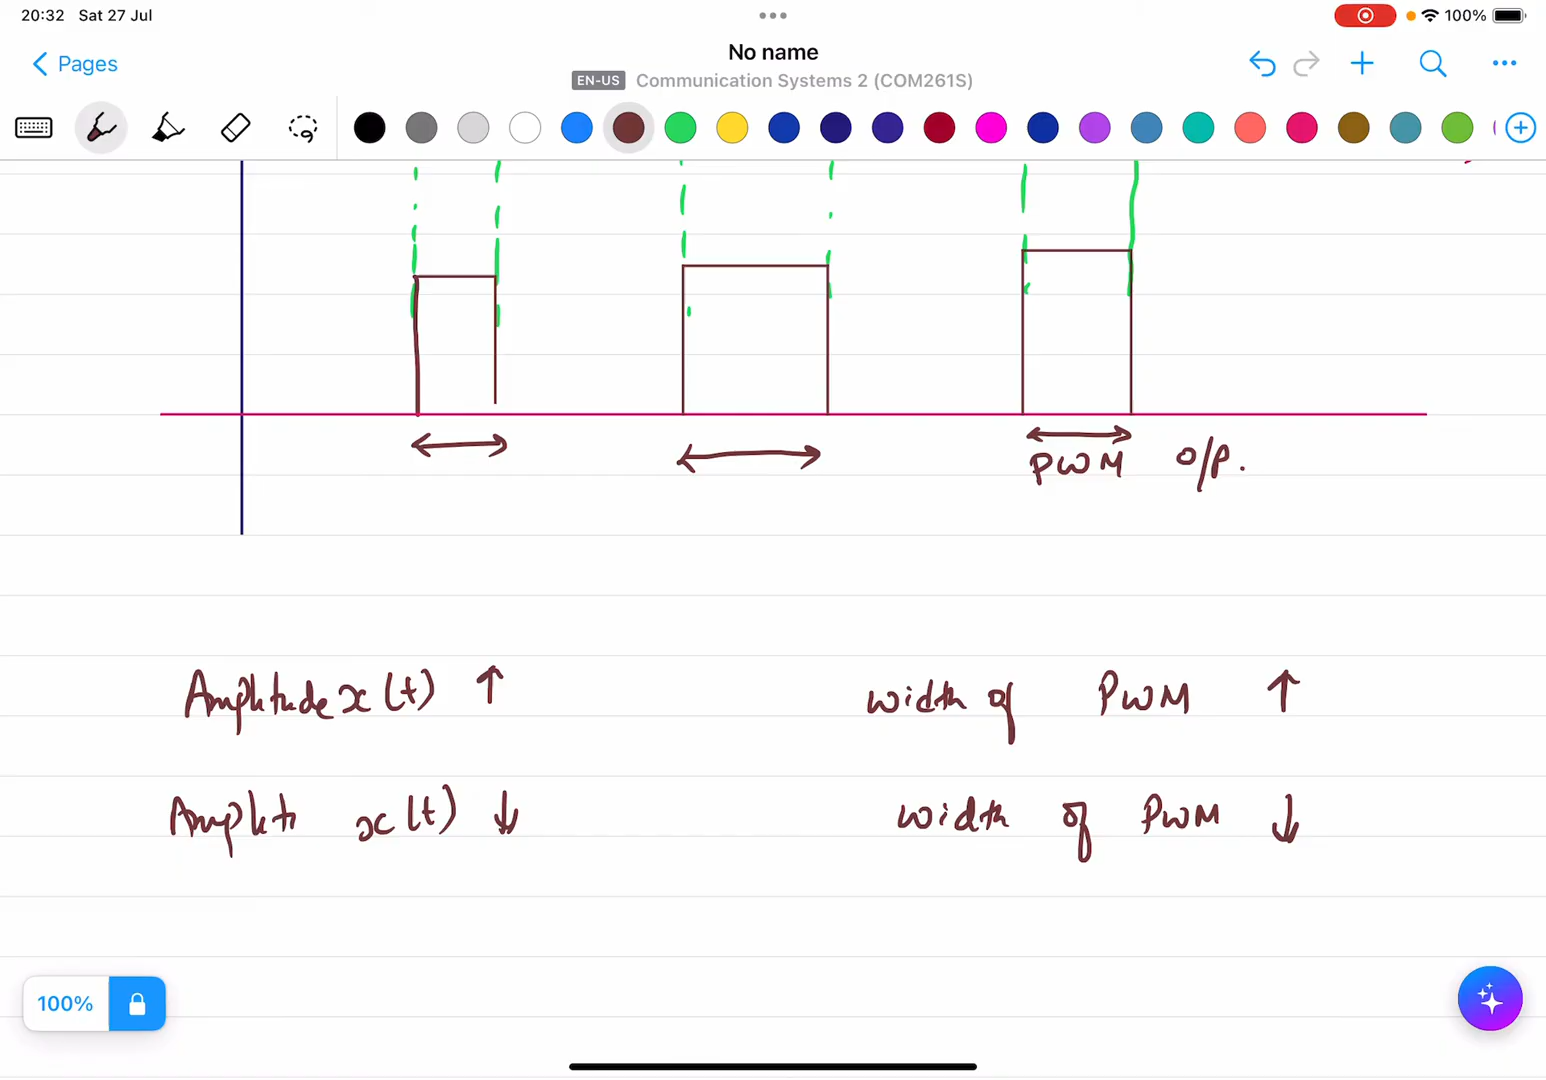 20:32 Sat 27 Jul 100%
Pages
No name
EN-US Communication Systems 2 (COM261S)
PWM O/P.
Amplitude x(t) ↑ width of PWM ↑
Ampliti x(t) ↓ width of PWM ↓
100%